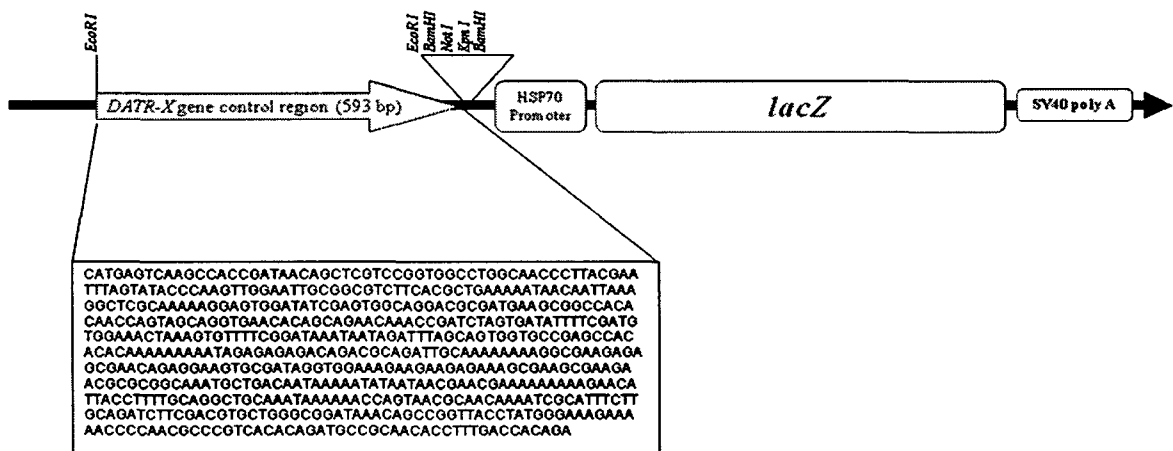 EcoRI
EcoRI
BamHI
Not I
Kpn I
BamHI
DATR-X gene control region (593 bp)
HSP70
Promoter
lacZ
SV40 poly A
CATGAGTCAAGCCACCGATAACAGCTCGTCCGGTGGCCTGGCAACCCTTACGAA
TTTAGTATACCCAAGTTGGAATTGCGGCGTCTTCACGCTGAAAAATAACAATTAAA
GGCTCGCAAAAAGGAGTGGATATCGAGTGGCAGGACGCGATGAAGCGGCCACA
CAACCAGTAGCAGGTGAACACAGCAGAACAAACCGATCTAGTGATATTTTCGATG
TGGAAACTAAAGTGTTTTCGGATAAATAATAGATTTAGCAGTGGTGCCGAGCCAC
ACACAAAAAAAAATAGAGAGAGACAGACGCAGATTGCAAAAAAAAGGCGAAGAGA
GCGAACAGAGGAAGTGCGATAGGTGGAAAGAAGAAGAGAAAGCGAAGCGAAGA
ACGCGCGGCAAATGCTGACAATAAAAATATAATAACGAACGAAAAAAAAAGAACA
TTACCTTTTGCAGGCTGCAAATAAAAAACCAGTAACGCAACAAAATCGCATTTCTT
GCAGATCTTCGACGTGCTGGGCGGATAAACAGCCGGTTACCTATGGGAAAGAAA
AACCCCAACGCCCGTCACACAGATGCCGCAACACCTTTGACCACAGA